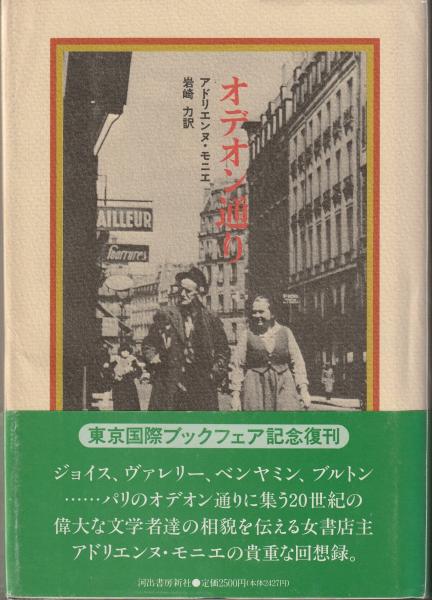 オデオン通り
アドリエンヌ・モニエ
岩崎 力訳
AILLEUR
fourrures
東京国際ブックフェア記念復刊
ジョイス、ヴァレリー、ベンヤミン、ブルトン
……パリのオデオン通りに集う20世紀の
偉大な文学者達の相貌を伝える女書店主
アドリエンヌ・モニエの貴重な回想録。
河出書房新社●定価2500円(本体2427円)